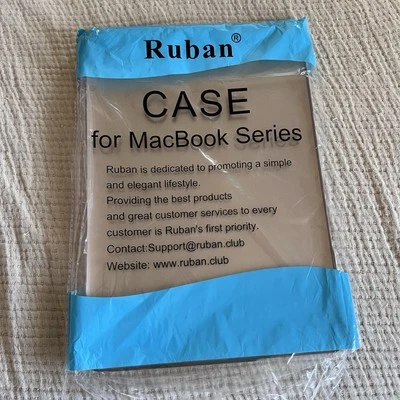 Ruban®
CASE
for MacBook Series
Ruban is dedicated to promoting a simple
and elegant lifestyle.
Providing the best products
and great customer services to every
customer is Ruban's first priority.
Contact:Support@ruban.club
Website: www.ruban.club